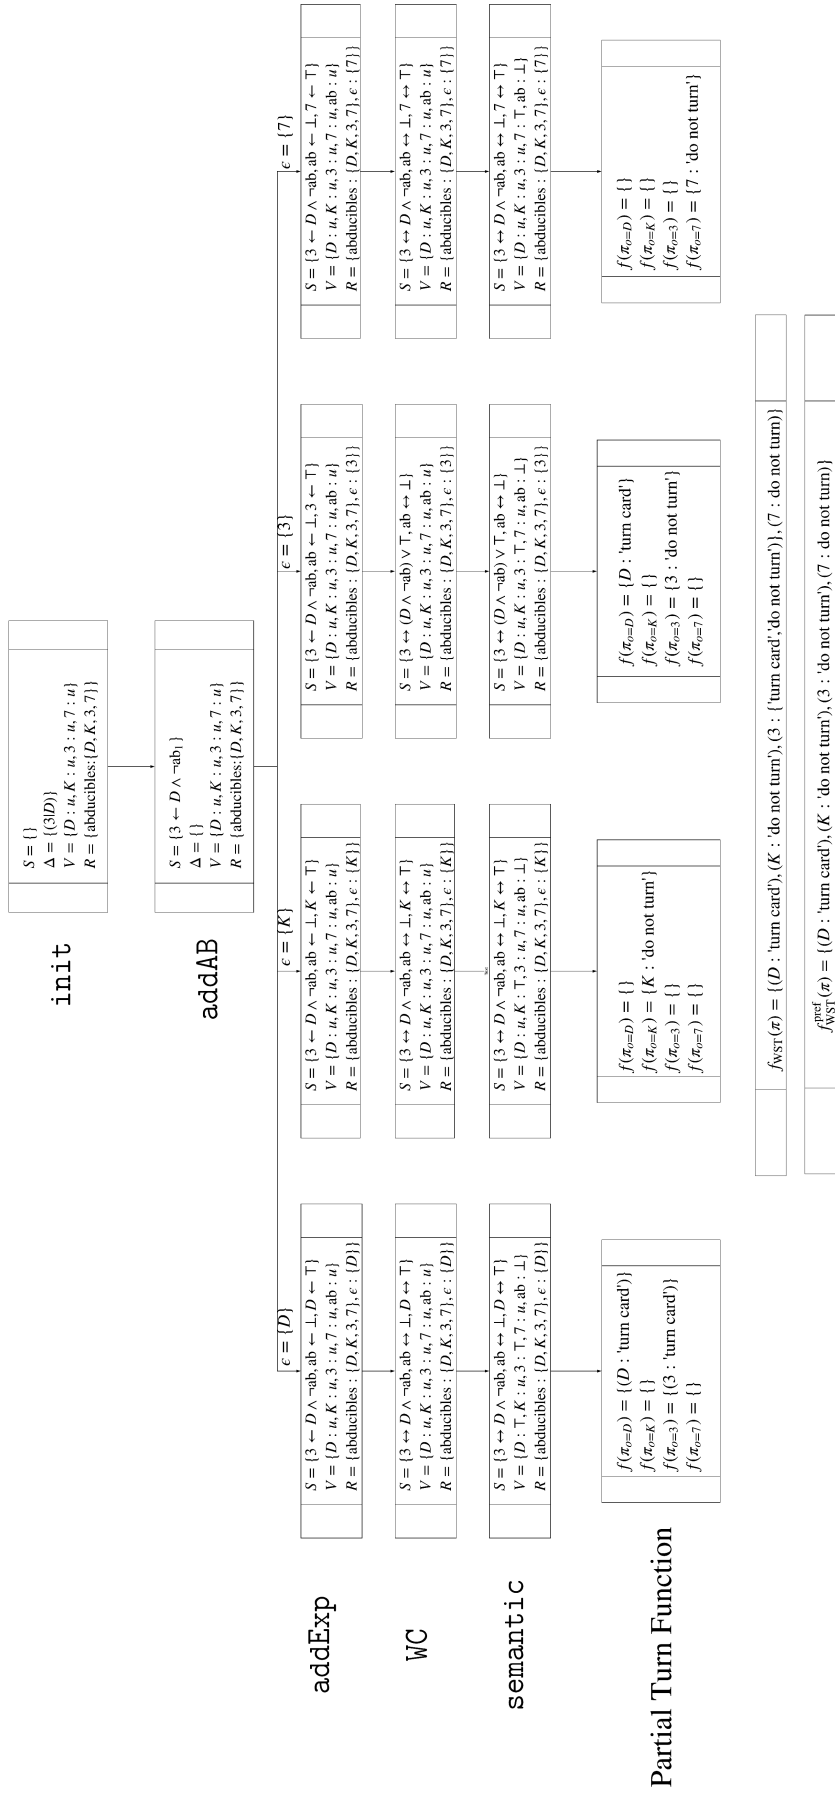 init
S = {}
Δ = {(3|D)}
V = {D : u, K : u, 3 : u, 7 : u}
R = {abducibles:{D, K, 3, 7}}
addAB
S = {3 ← D ∧ ¬ab₁}
Δ = {}
V = {D : u, K : u, 3 : u, 7 : u}
R = {abducibles:{D, K, 3, 7}}
addExp
ϵ = {D}
S = {3 ← D ∧ ¬ab, ab ← ⊥, D ← ⊤}
V = {D : u, K : u, 3 : u, 7 : u, ab : u}
R = {abducibles : {D, K, 3, 7}, ϵ : {D}}
ϵ = {K}
S = {3 ← D ∧ ¬ab, ab ← ⊥, K ← ⊤}
V = {D : u, K : u, 3 : u, 7 : u, ab : u}
R = {abducibles : {D, K, 3, 7}, ϵ : {K}}
ϵ = {3}
S = {3 ← D ∧ ¬ab, ab ← ⊥, 3 ← ⊤}
V = {D : u, K : u, 3 : u, 7 : u, ab : u}
R = {abducibles : {D, K, 3, 7}, ϵ : {3}}
ϵ = {7}
S = {3 ← D ∧ ¬ab, ab ← ⊥, 7 ← ⊤}
V = {D : u, K : u, 3 : u, 7 : u, ab : u}
R = {abducibles : {D, K, 3, 7}, ϵ : {7}}
WC
S = {3 ↔ D ∧ ¬ab, ab ↔ ⊥, D ↔ ⊤}
V = {D : u, K : u, 3 : u, 7 : u, ab : u}
R = {abducibles : {D, K, 3, 7}, ϵ : {D}}
S = {3 ↔ D ∧ ¬ab, ab ↔ ⊥, K ↔ ⊤}
V = {D : u, K : u, 3 : u, 7 : u, ab : u}
R = {abducibles : {D, K, 3, 7}, ϵ : {K}}
S = {3 ↔ (D ∧ ¬ab) ∨ ⊤, ab ↔ ⊥}
V = {D : u, K : u, 3 : u, 7 : u, ab : u}
R = {abducibles : {D, K, 3, 7}, ϵ : {3}}
S = {3 ↔ D ∧ ¬ab, ab ↔ ⊥, 7 ↔ ⊤}
V = {D : u, K : u, 3 : u, 7 : u, ab : u}
R = {abducibles : {D, K, 3, 7}, ϵ : {7}}
semantic
S = {3 ↔ D ∧ ¬ab, ab ↔ ⊥, D ↔ ⊤}
V = {D : ⊤, K : u, 3 : ⊤, 7 : u, ab : ⊥}
R = {abducibles : {D, K, 3, 7}, ϵ : {D}}
S = {3 ↔ D ∧ ¬ab, ab ↔ ⊥, K ↔ ⊤}
V = {D : u, K : ⊤, 3 : u, 7 : u, ab : ⊥}
R = {abducibles : {D, K, 3, 7}, ϵ : {K}}
S = {3 ↔ (D ∧ ¬ab) ∨ ⊤, ab ↔ ⊥}
V = {D : u, K : u, 3 : ⊤, 7 : u, ab : ⊥}
R = {abducibles : {D, K, 3, 7}, ϵ : {3}}
S = {3 ↔ D ∧ ¬ab, ab ↔ ⊥, 7 ↔ ⊤}
V = {D : u, K : u, 3 : u, 7 : ⊤, ab : ⊥}
R = {abducibles : {D, K, 3, 7}, ϵ : {7}}
Partial Turn Function
f(π_{o=D}) = {(D : 'turn card')}
f(π_{o=K}) = {}
f(π_{o=3}) = {(3 : 'turn card')}
f(π_{o=7}) = {}
f(π_{o=D}) = {}
f(π_{o=K}) = {K : 'do not turn'}
f(π_{o=3}) = {}
f(π_{o=7}) = {}
f(π_{o=D}) = {D : 'turn card'}
f(π_{o=K}) = {}
f(π_{o=3}) = {3 : 'do not turn'}
f(π_{o=7}) = {}
f(π_{o=D}) = {}
f(π_{o=K}) = {}
f(π_{o=3}) = {}
f(π_{o=7}) = {7 : 'do not turn'}
f_{WST}(π) = {(D : 'turn card'), (K : 'do not turn'), (3 : {'turn card','do not turn'}), (7 : do not turn)}
f^{pref}_{WST}(π) = {(D : 'turn card'), (K : 'do not turn'), (3 : 'do not turn'), (7 : do not turn)}